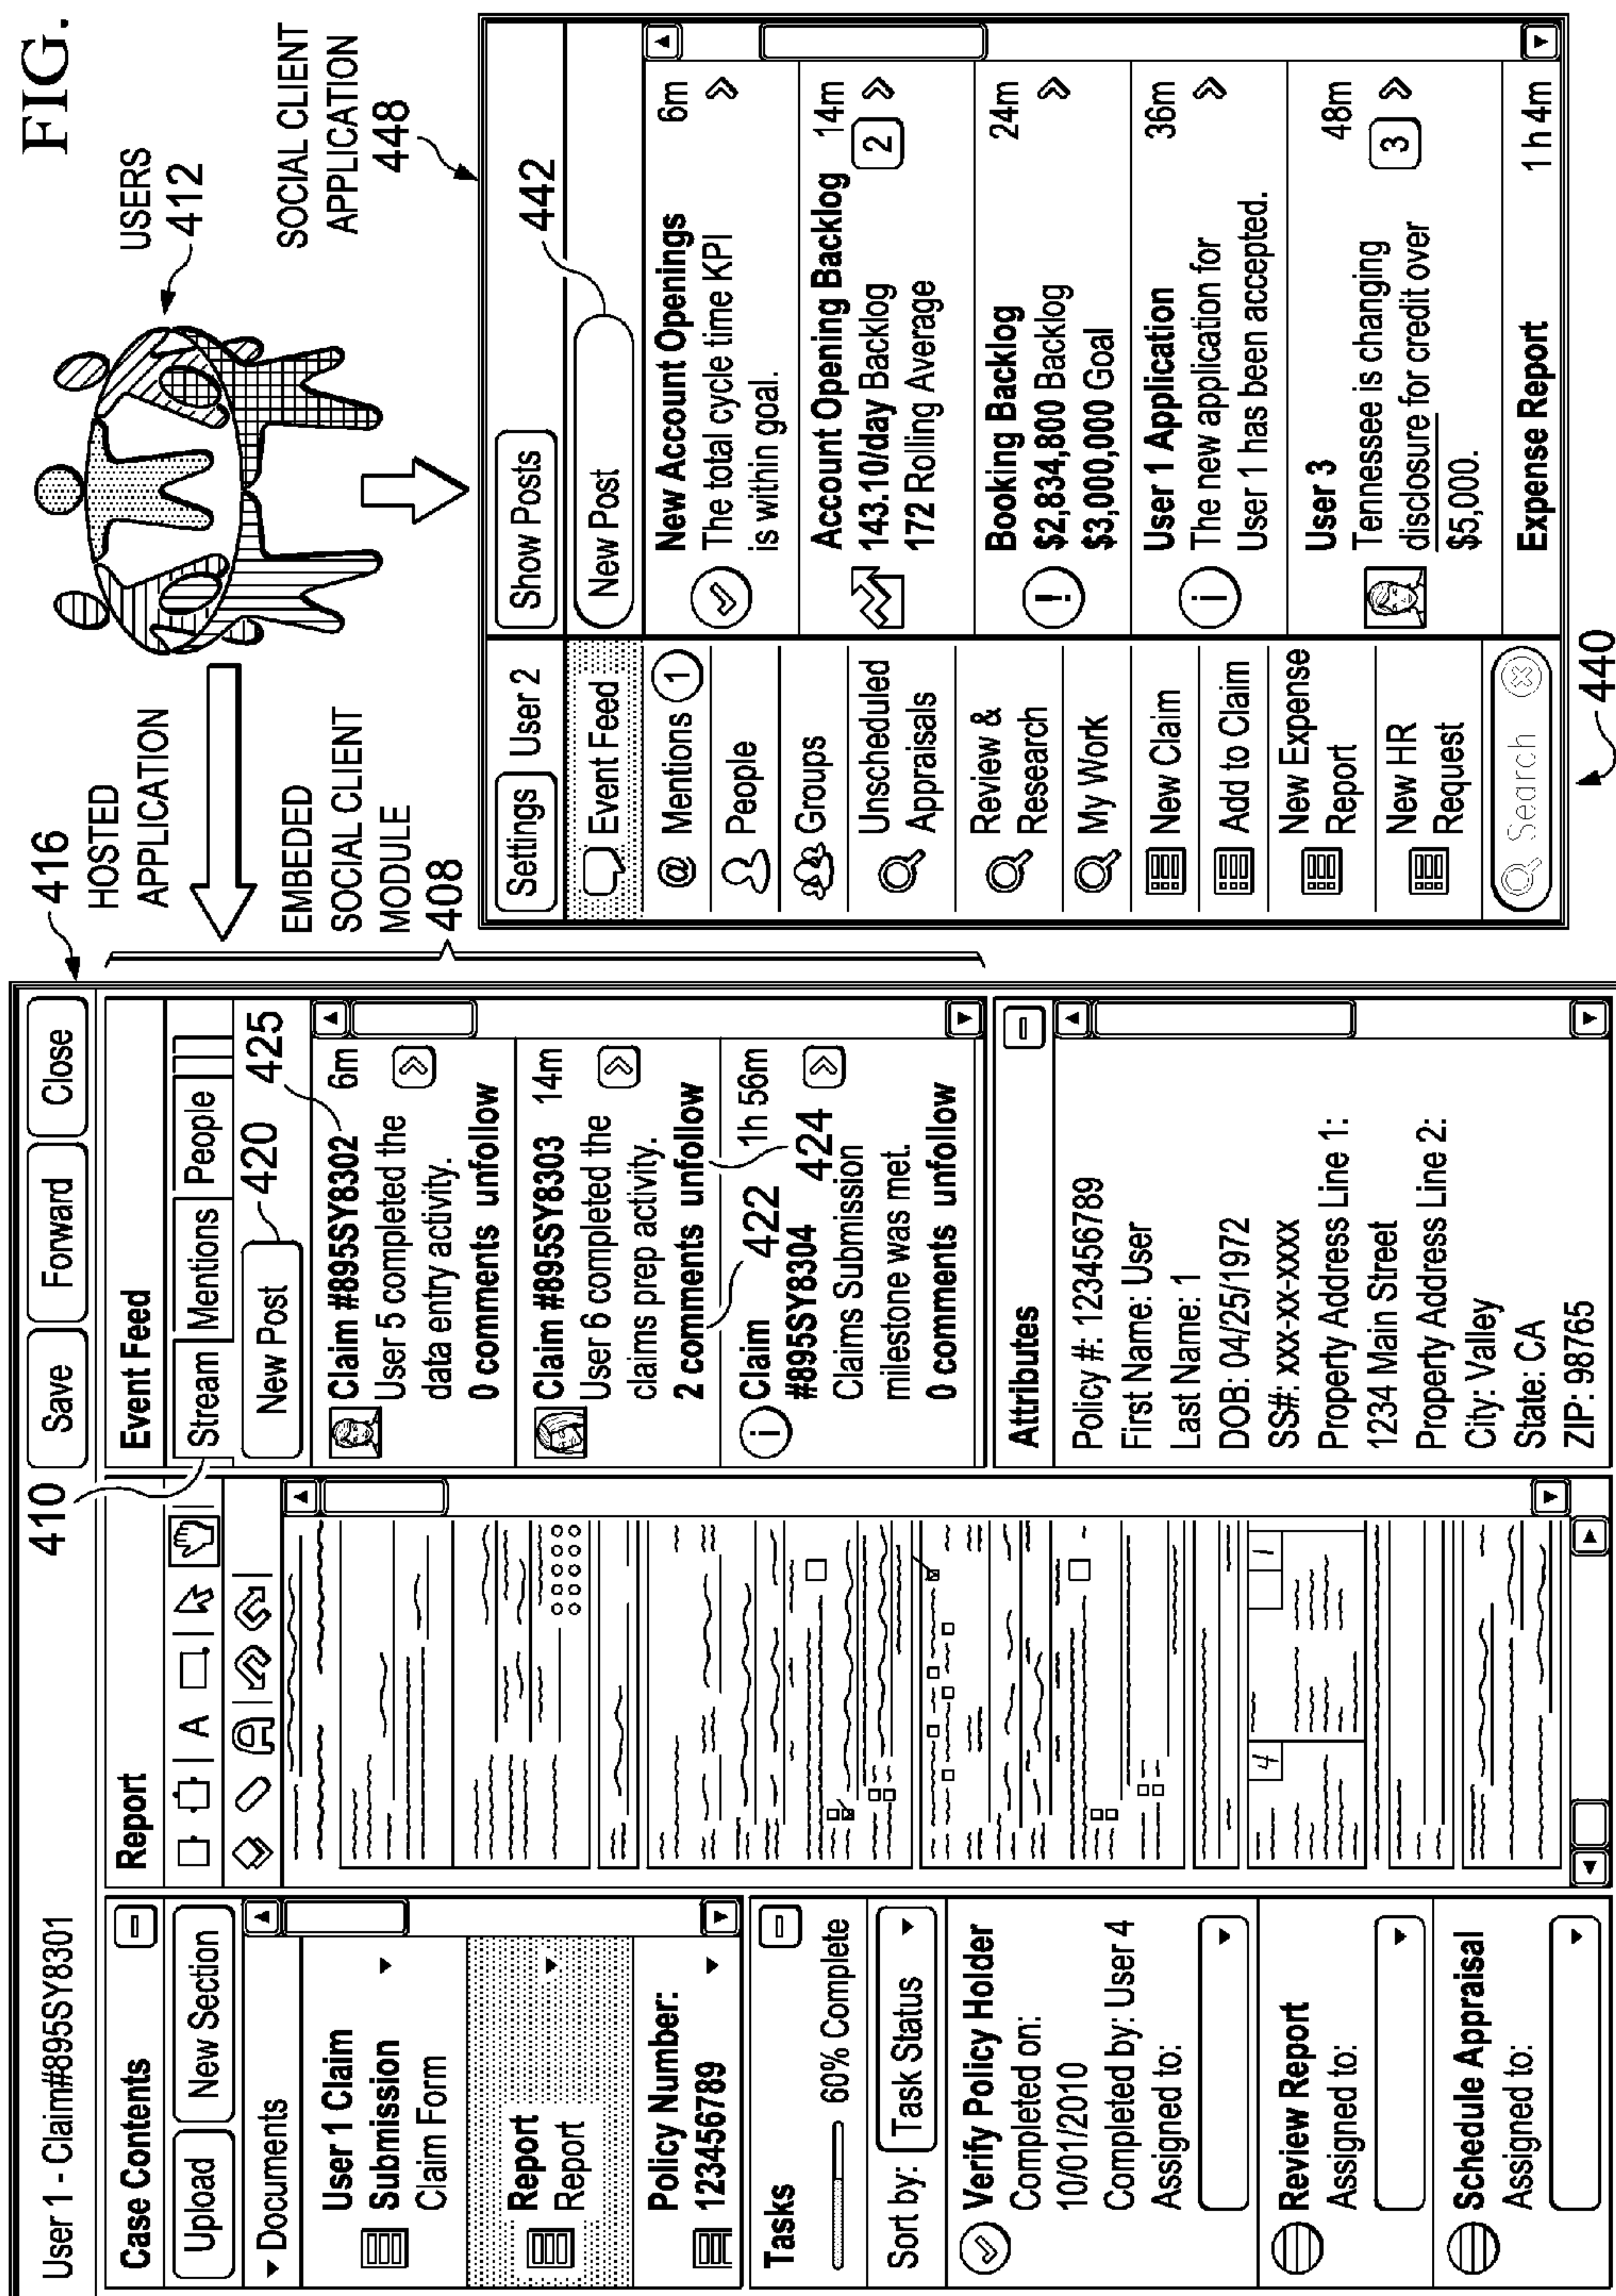 FIG.
User 1 - Claim#895SY8301
Save
Forward
Close
416
HOSTED
APPLICATION
USERS
412
SOCIAL CLIENT
APPLICATION
448
EMBEDED
SOCIAL CLIENT
MODULE
408
410
Case Contents
Upload
New Section
Documents
User 1 Claim
Submission
Claim Form
Report
Report
Policy Number:
123456789
Tasks
60% Complete
Sort by:
Task Status
Verify Policy Holder
Completed on:
10/01/2010
Completed by: User 4
Assigned to:
Review Report
Assigned to:
Schedule Appraisal
Assigned to:
Report
A
4
1
Event Feed
Stream
Mentions
People
New Post
420
425
Claim #895SY8302 6m
User 5 completed the
data entry activity.
0 comments unfollow
Claim #895SY8303 14m
User 6 completed the
claims prep activity.
2 comments unfollow
i
Claim 422 1h 56m
#895SY8304 424
Claims Submission
milestone was met.
0 comments unfollow
Attributes
Policy #: 123456789
First Name: User
Last Name: 1
DOB: 04/25/1972
SS#: xxx-xx-xxxx
Property Address Line 1:
1234 Main Street
Property Address Line 2:
City: Valley
State: CA
ZIP: 98765
Settings
User 2
Event Feed
@ Mentions 1
People
Groups
Unscheduled
Appraisals
Review &
Research
My Work
New Claim
Add to Claim
New Expense
Report
New HR
Request
Search
440
Show Posts
442
New Post
New Account Openings 6m
The total cycle time KPI
is within goal.
Account Opening Backlog 14m
143.10/day Backlog 2
172 Rolling Average
Booking Backlog 24m
! $2,834,800 Backlog
$3,000,000 Goal
User 1 Application 36m
i The new application for
User 1 has been accepted.
User 3 48m
Tennessee is changing 3
disclosure for credit over
$5,000.
Expense Report 1 h 4m